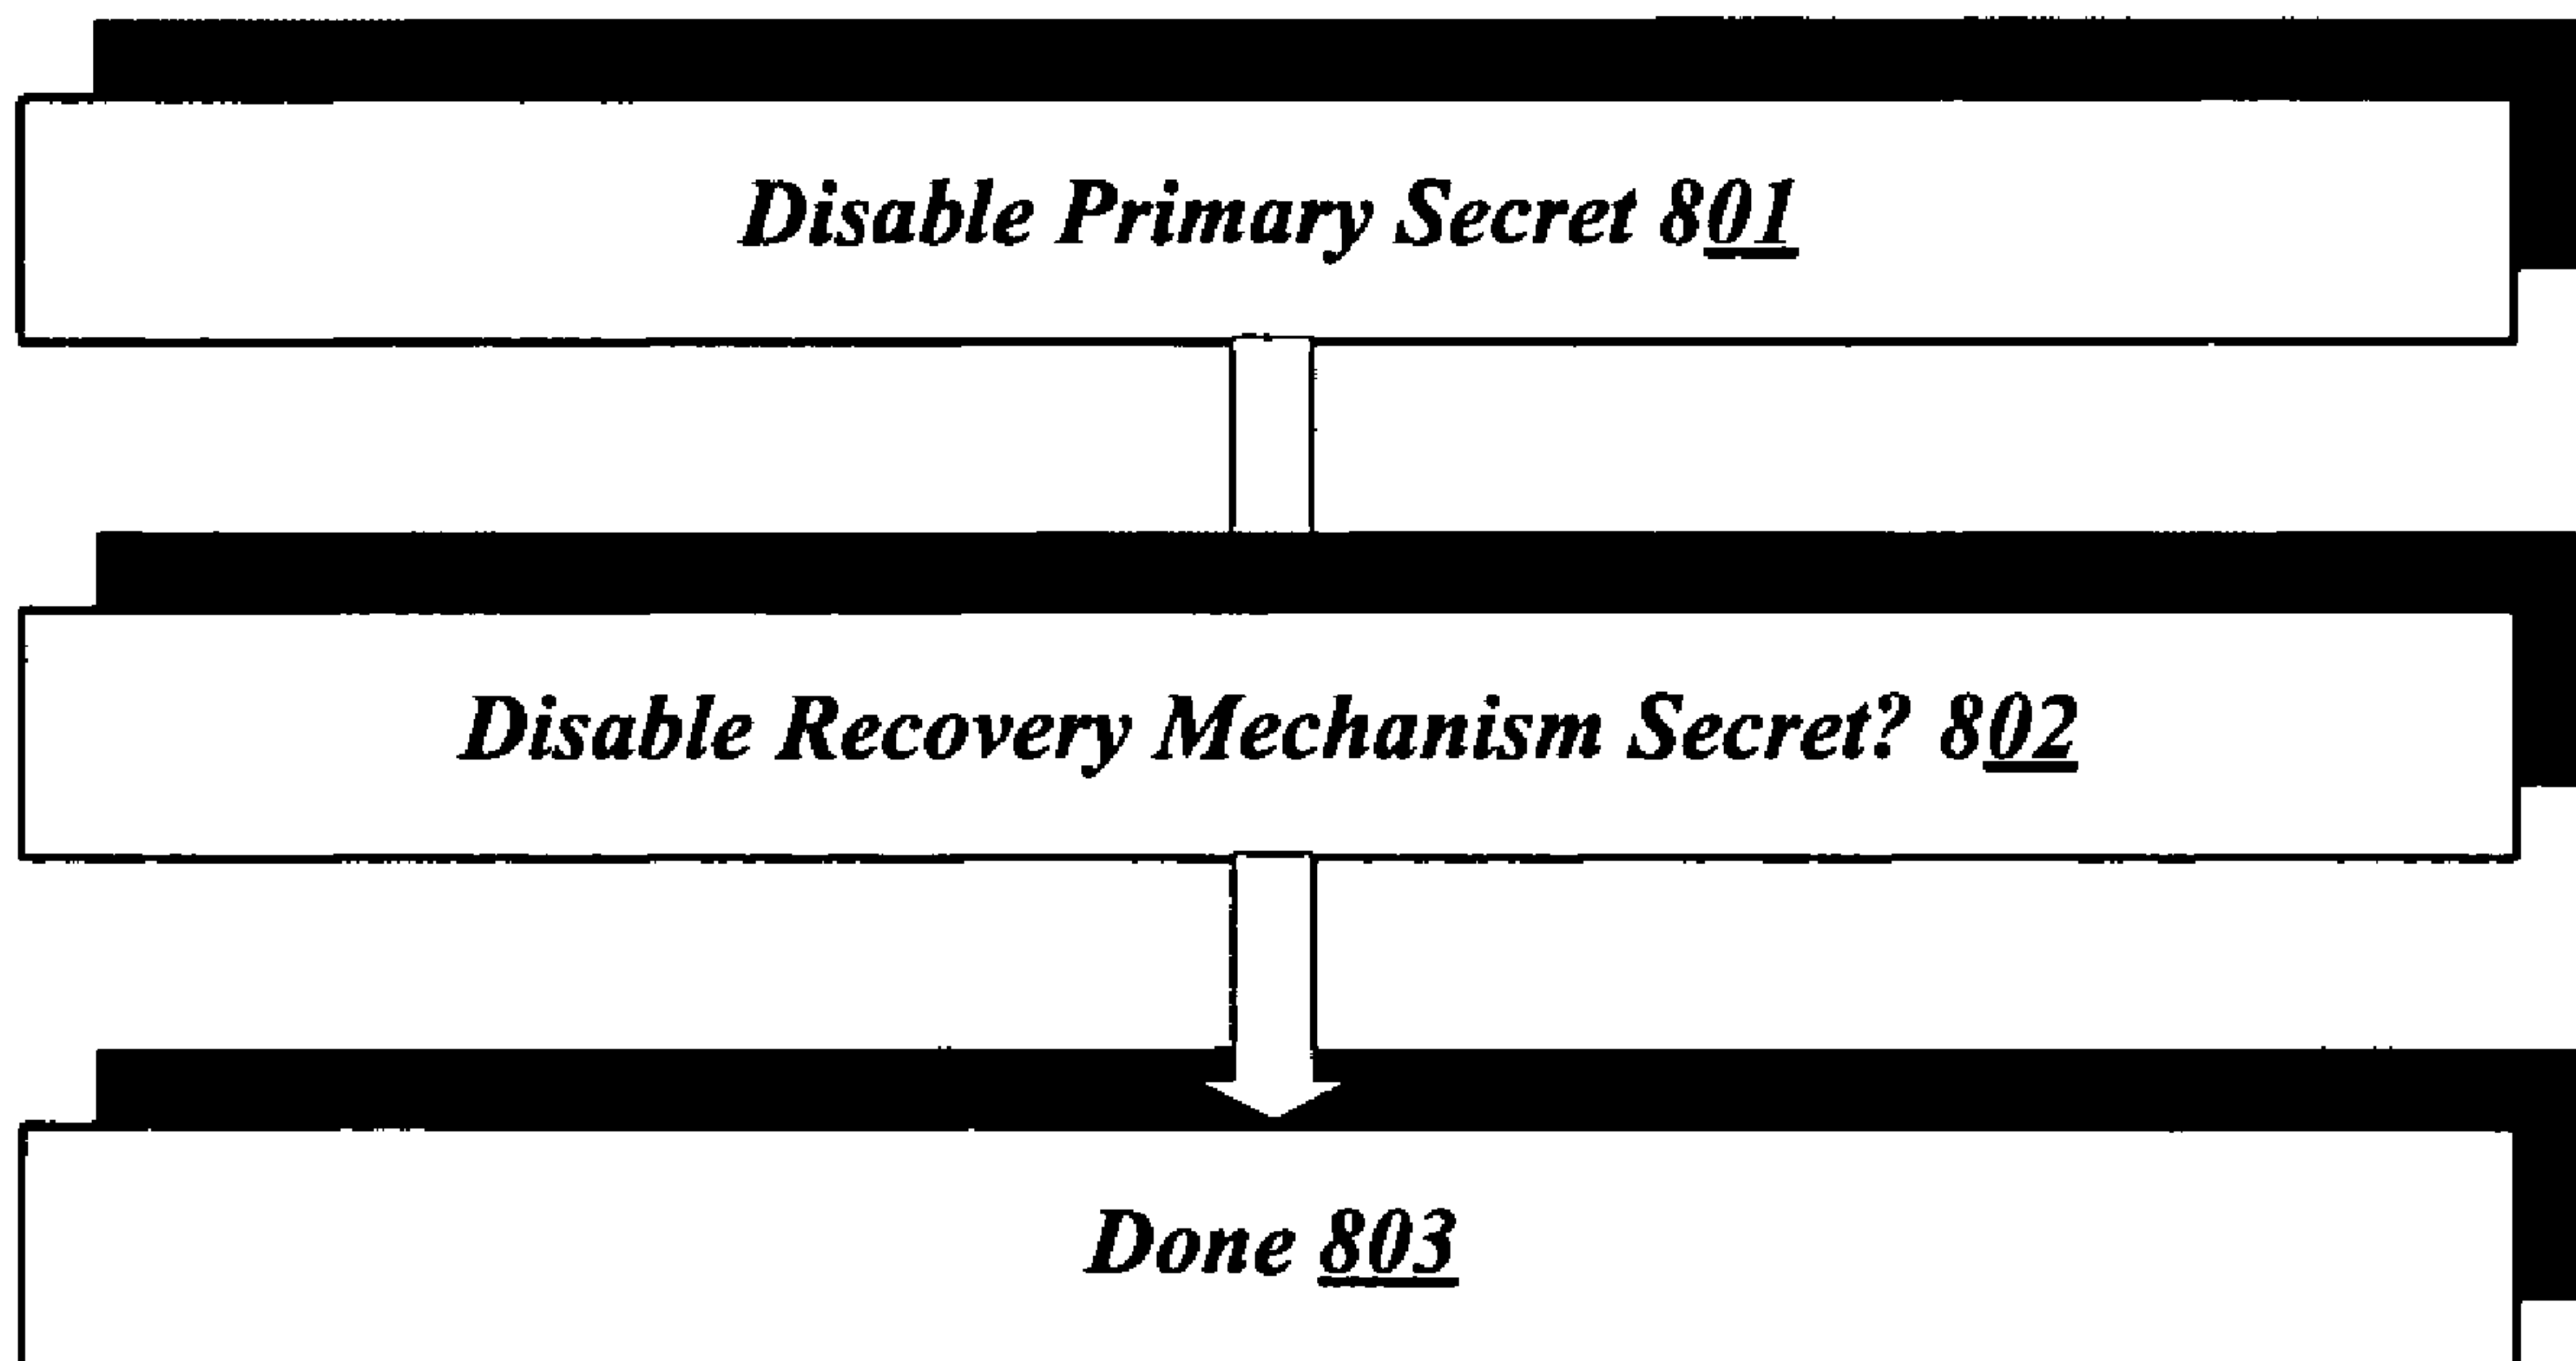 Disable Primary Secret 801
Disable Recovery Mechanism Secret? 802
Done 803